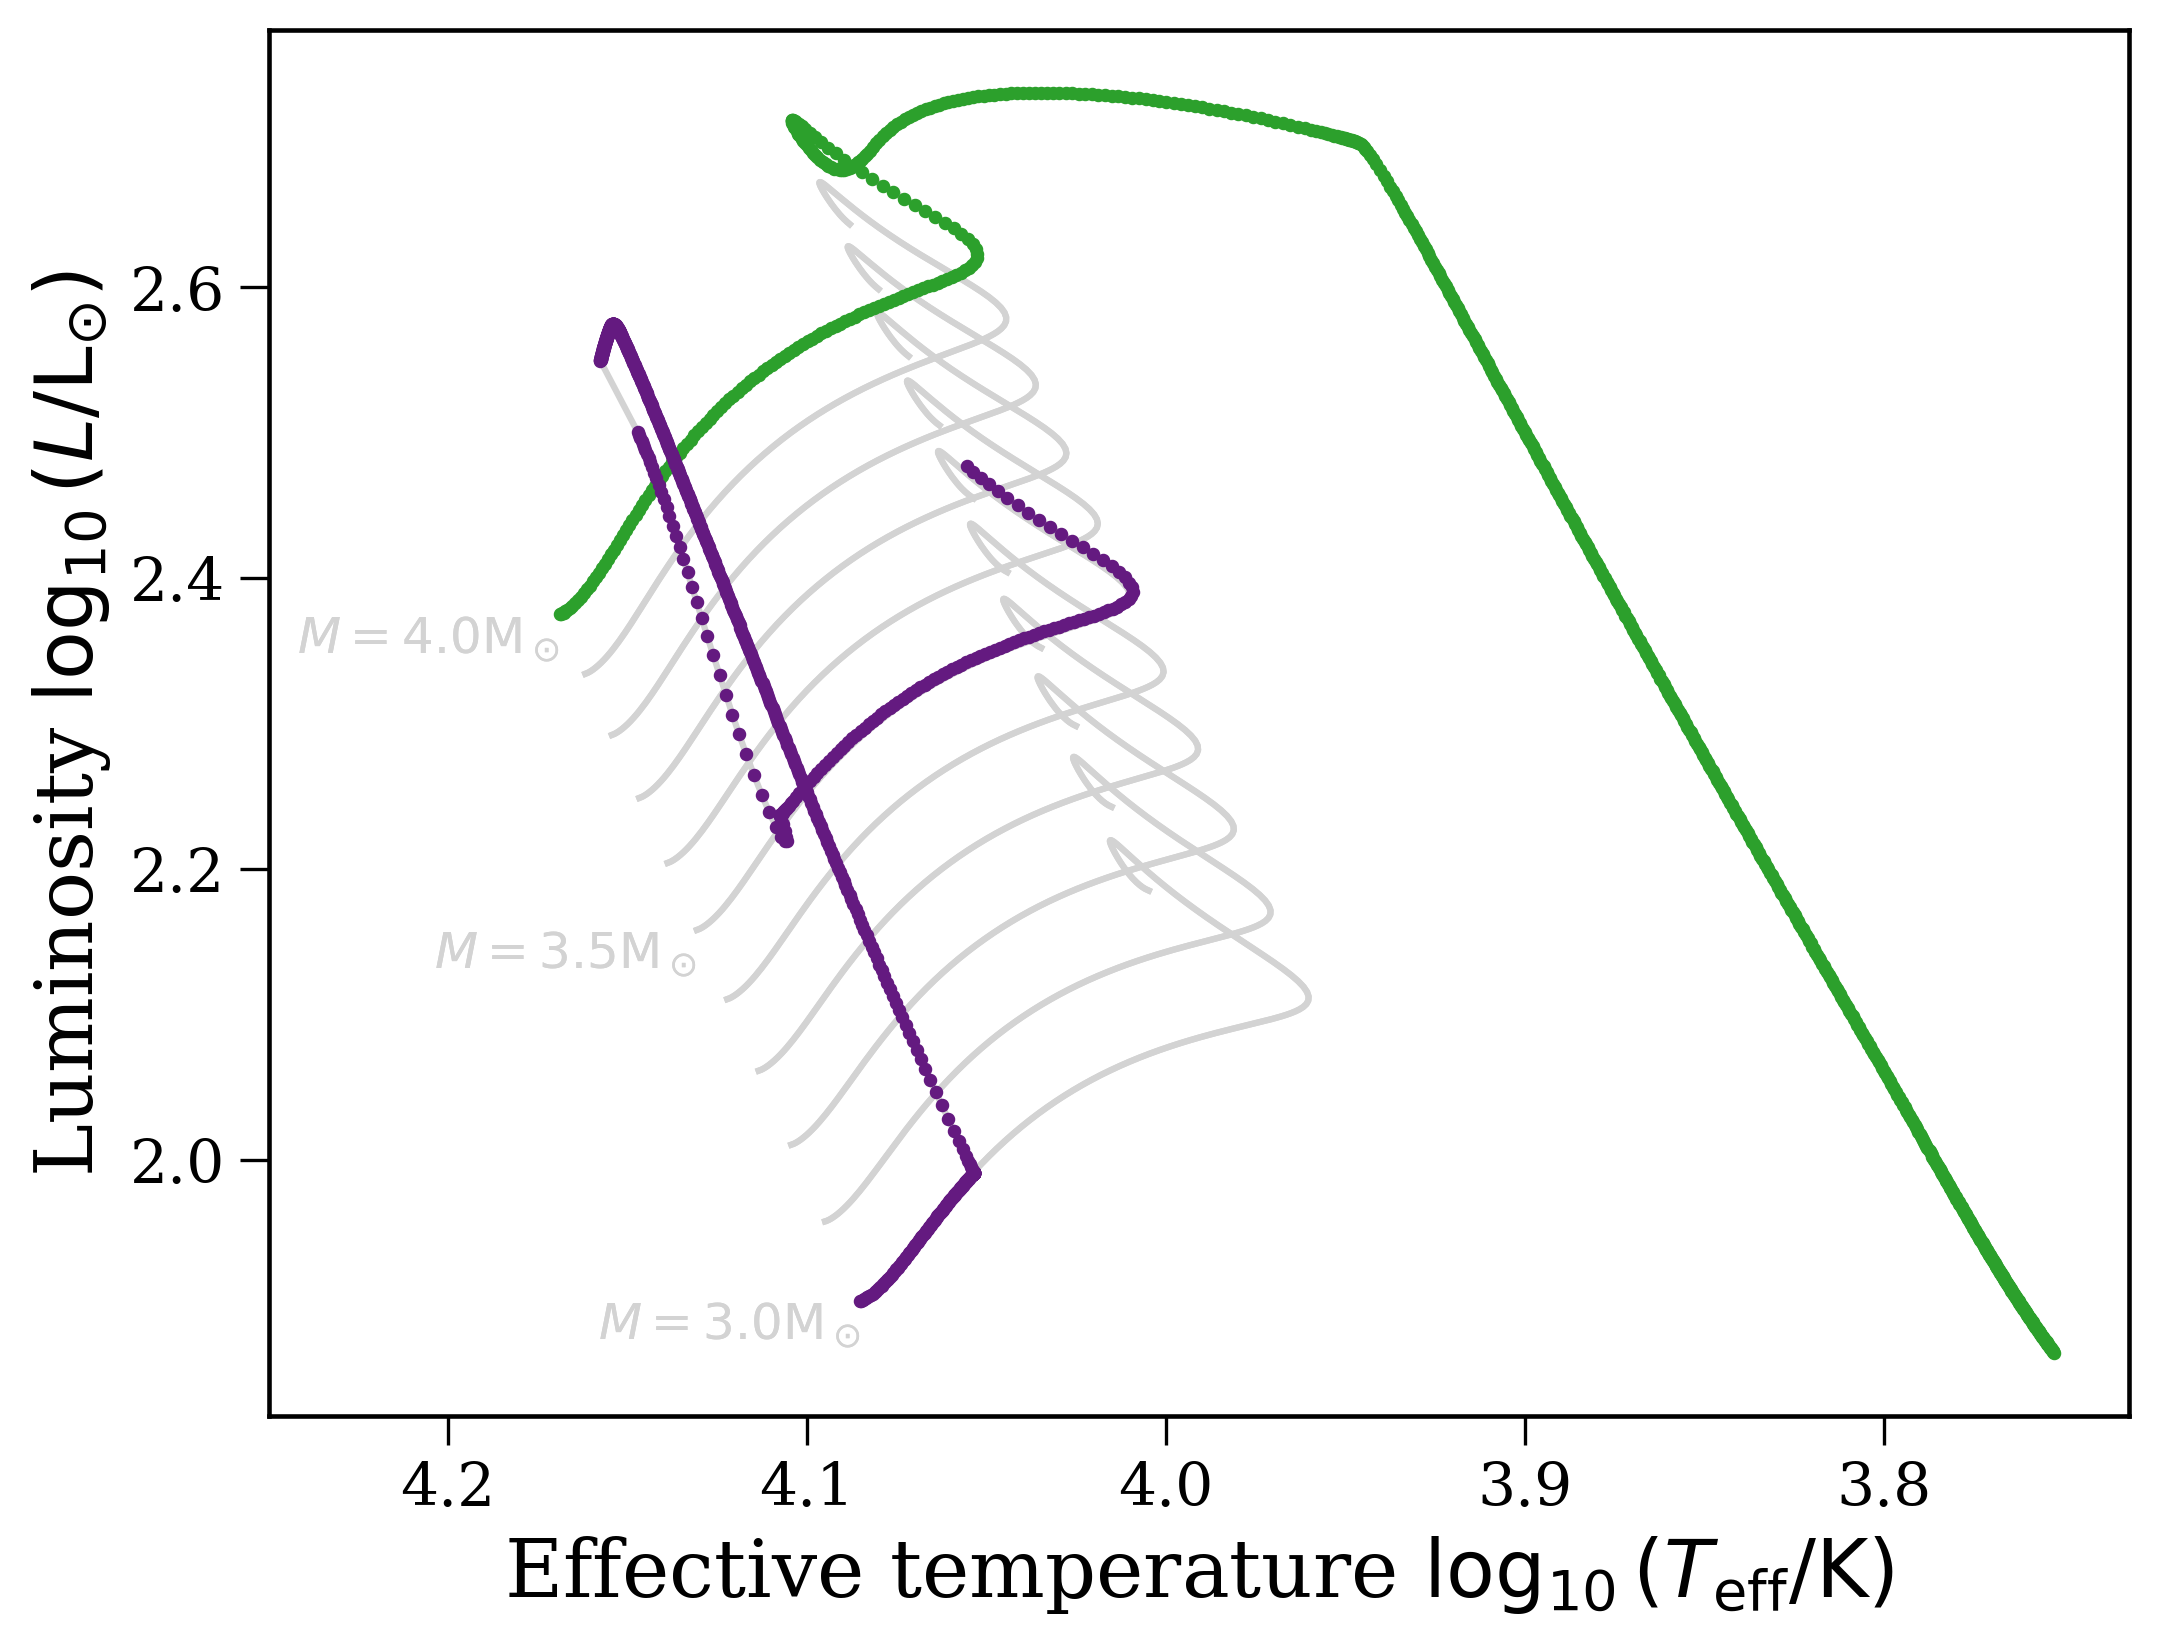 Luminosity log₁₀ (L/L☉)
2.6
2.4
2.2
2.0
M = 4.0M☉
M = 3.5M☉
M = 3.0M☉
4.2 4.1 4.0 3.9 3.8
Effective temperature log₁₀ (T_eff/K)